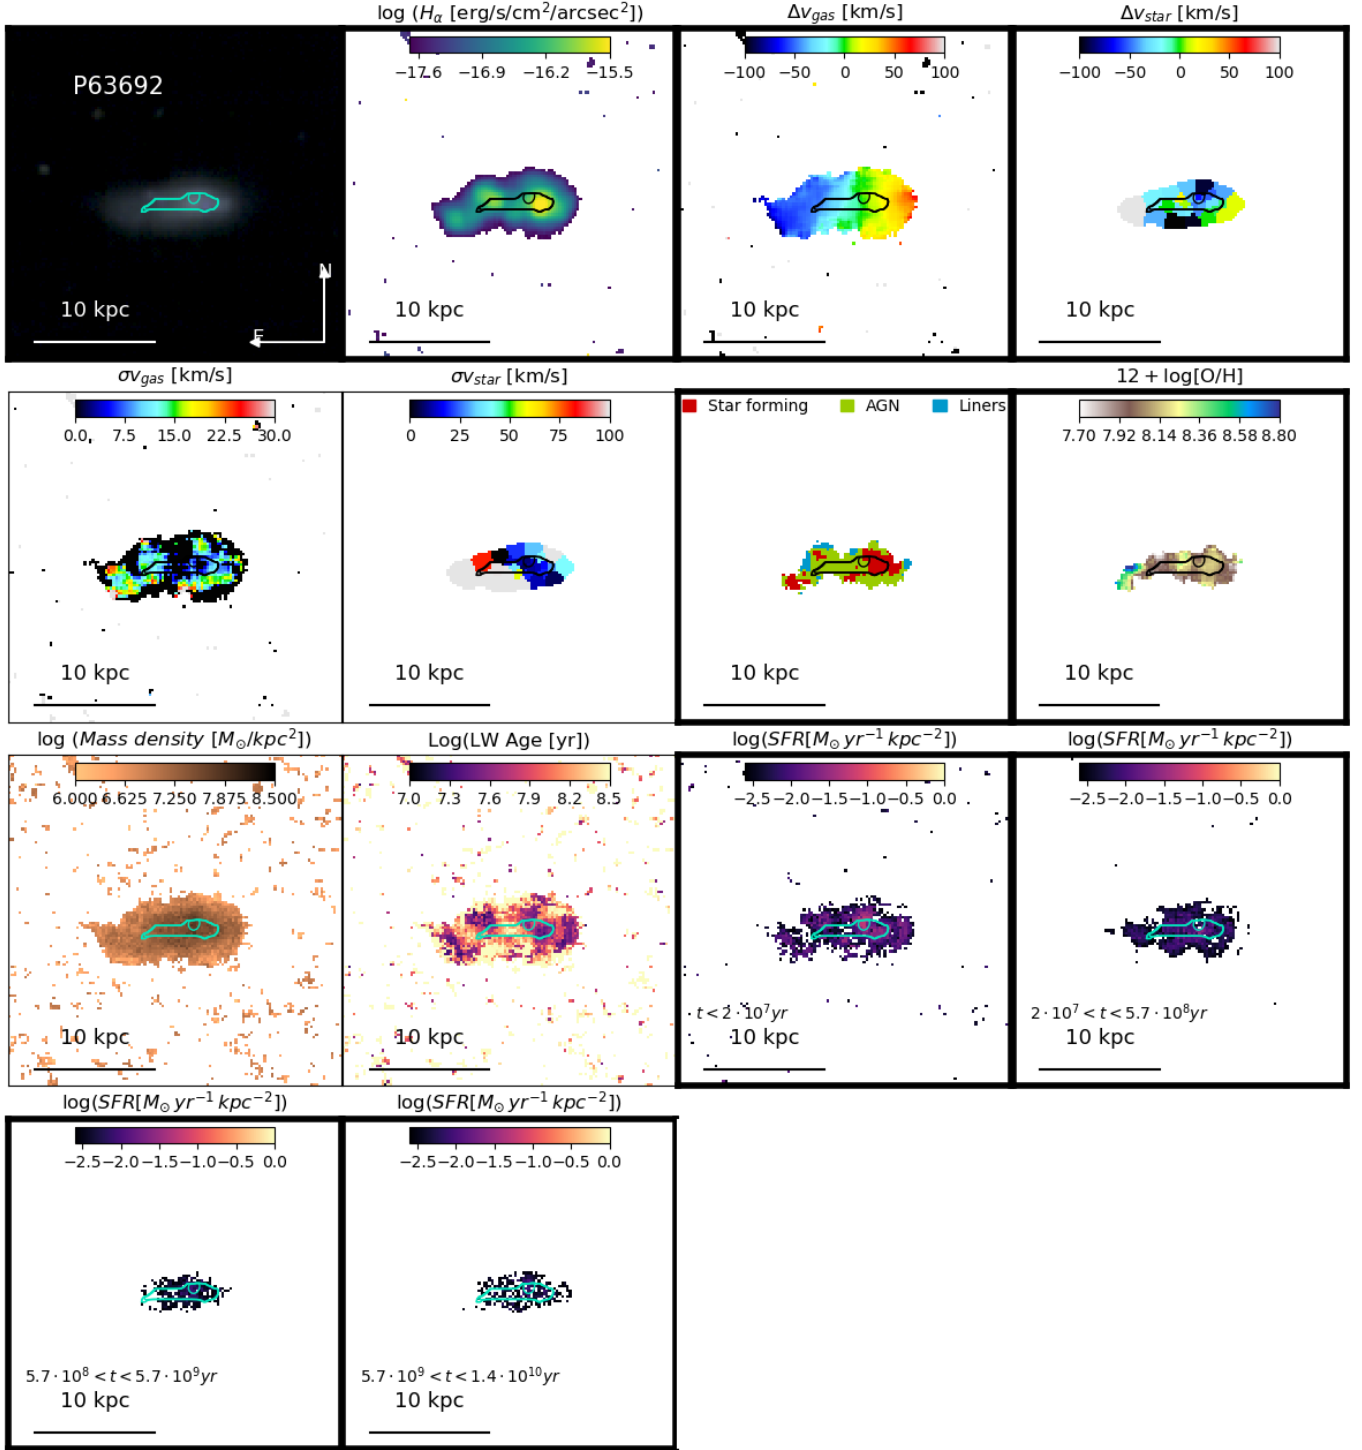 log (Hα [erg/s/cm²/arcsec²])
Δv_gas [km/s]
Δv_star [km/s]
P63692
−17.6 −16.9 −16.2 −15.5
−100 −50 0 50 100
−100 −50 0 50 100
N
E
10 kpc
10 kpc
10 kpc
10 kpc
σv_gas [km/s]
σv_star [km/s]
12 + log[O/H]
0.0 7.5 15.0 22.5 30.0
0 25 50 75 100
Star forming AGN Liners
7.70 7.92 8.14 8.36 8.58 8.80
10 kpc
10 kpc
10 kpc
10 kpc
log (Mass density [M⊙/kpc²])
Log(LW Age [yr])
log(SFR[M⊙ yr⁻¹ kpc⁻²])
log(SFR[M⊙ yr⁻¹ kpc⁻²])
6.000 6.625 7.250 7.875 8.500
7.0 7.3 7.6 7.9 8.2 8.5
−2.5 −2.0 −1.5 −1.0 −0.5 0.0
−2.5 −2.0 −1.5 −1.0 −0.5 0.0
t < 2 · 10⁷yr
2 · 10⁷ < t < 5.7 · 10⁸yr
10 kpc
10 kpc
10 kpc
10 kpc
log(SFR[M⊙ yr⁻¹ kpc⁻²])
log(SFR[M⊙ yr⁻¹ kpc⁻²])
−2.5 −2.0 −1.5 −1.0 −0.5 0.0
−2.5 −2.0 −1.5 −1.0 −0.5 0.0
5.7 · 10⁸ < t < 5.7 · 10⁹yr
5.7 · 10⁹ < t < 1.4 · 10¹⁰yr
10 kpc
10 kpc